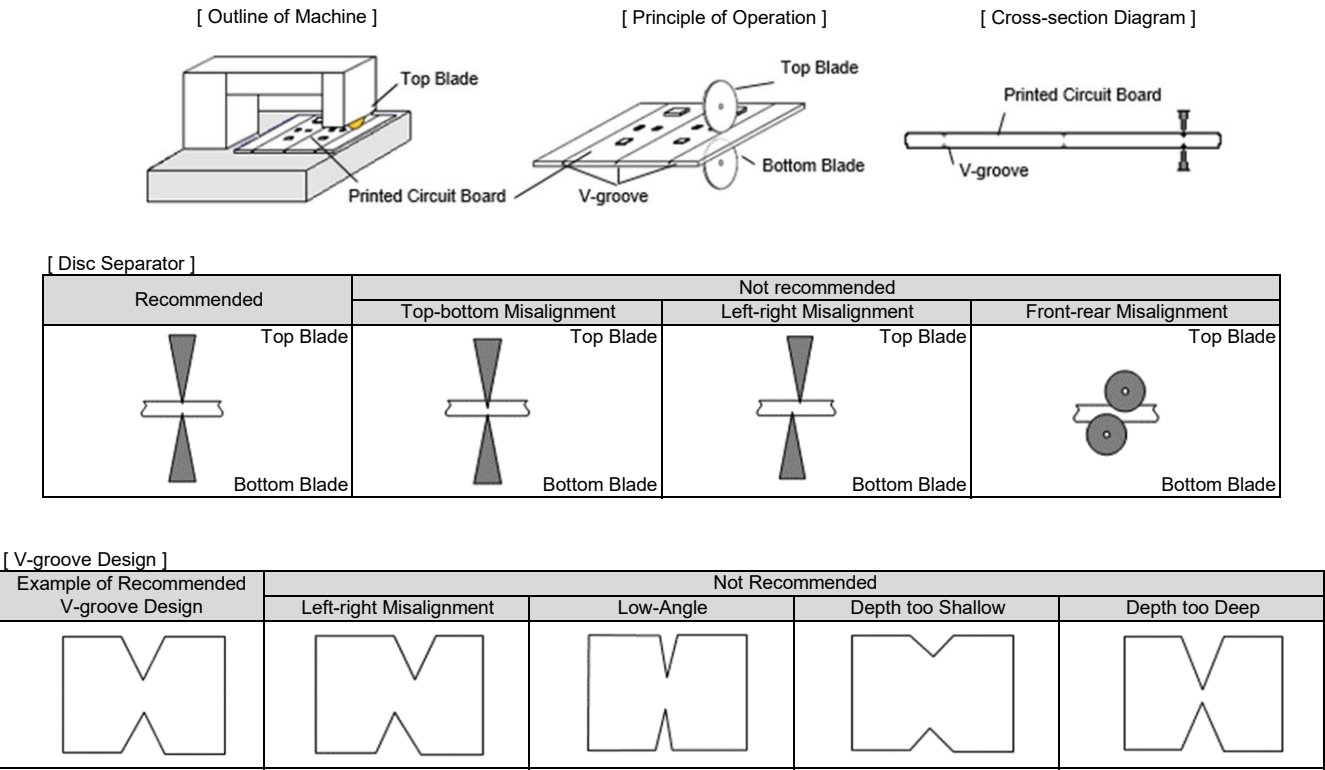 [ Outline of Machine ]
[ Principle of Operation ]
[ Cross-section Diagram ]
Top Blade
Printed Circuit Board
Top Blade
Bottom Blade
V-groove
Printed Circuit Board
V-groove
[ Disc Separator ]
Recommended
Not recommended
Top-bottom Misalignment
Left-right Misalignment
Front-rear Misalignment
Top Blade
Bottom Blade
Top Blade
Bottom Blade
Top Blade
Bottom Blade
Top Blade
Bottom Blade
[ V-groove Design ]
Example of Recommended
V-groove Design
Not Recommended
Left-right Misalignment
Low-Angle
Depth too Shallow
Depth too Deep